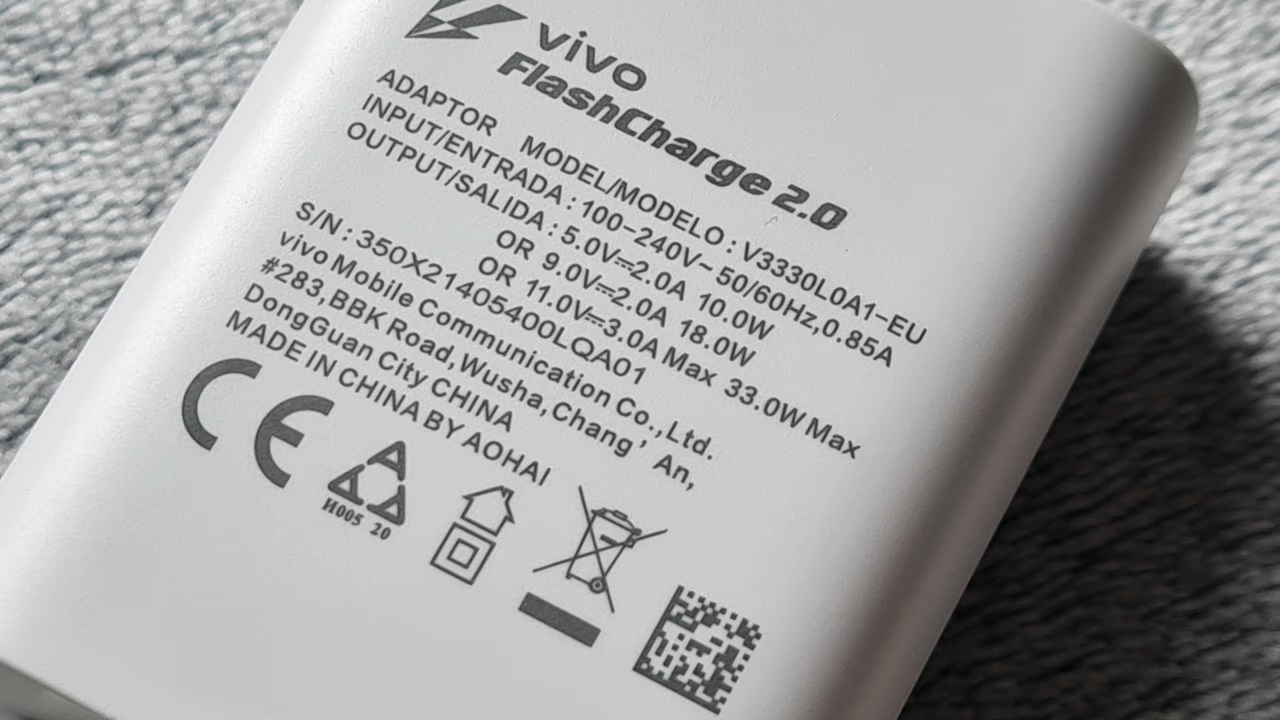 vivo
FlashCharge 2.0
ADAPTOR MODEL/MODELO : V3330L0A1-EU
INPUT/ENTRADA : 100-240V~ 50/60Hz,0.85A
OUTPUT/SALIDA : 5.0V⎓2.0A 10.0W
OR 9.0V⎓2.0A 18.0W
OR 11.0V⎓3.0A Max 33.0W Max
S/N : 350X21405400LQA01
vivo Mobile Communication Co., Ltd.
#283, BBK Road, Wusha, Chang' An,
DongGuan City CHINA
MADE IN CHINA BY AOHAI
CE
H005 20